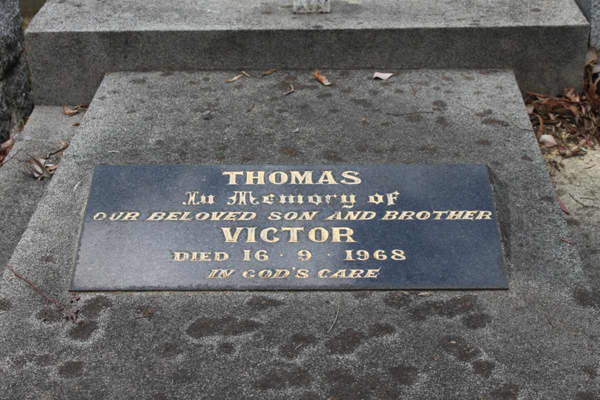 THOMAS
In Memory of
OUR BELOVED SON AND BROTHER
VICTOR
DIED 16 · 9 · 1968
IN GOD'S CARE